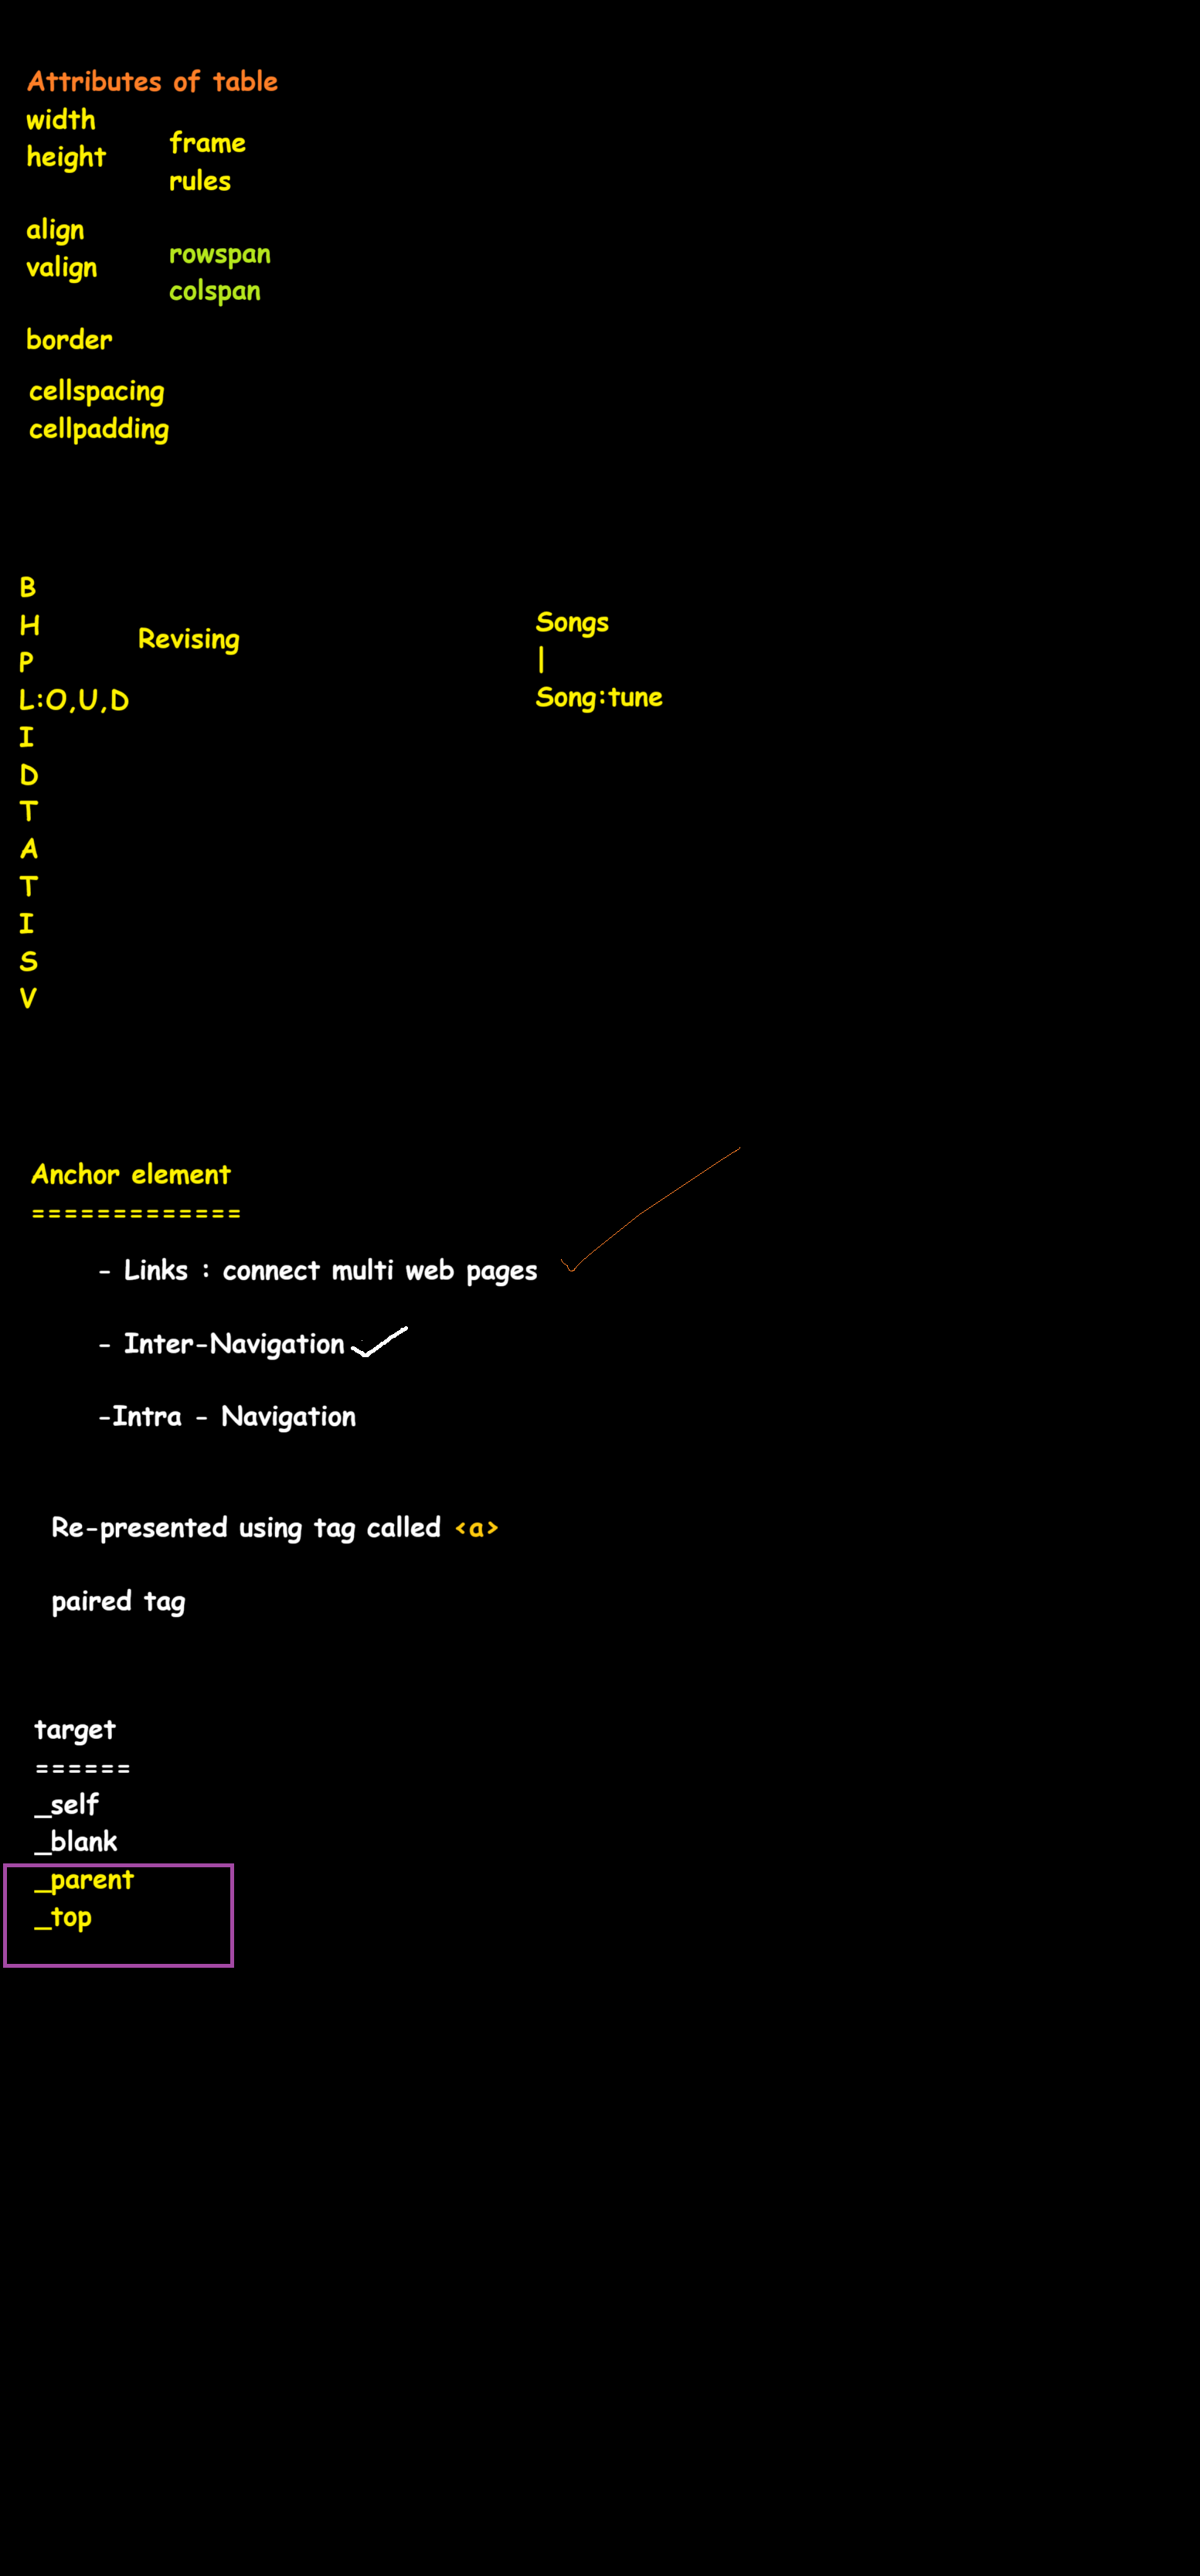 Attributes of table
width
height
frame
rules
align
valign
rowspan
colspan
border
cellspacing
cellpadding
B
H
P
L:O,U,D
I
D
T
A
T
I
S
V
Revising
Songs
|
Song:tune
Anchor element
=============
- Links : connect multi web pages
- Inter-Navigation
-Intra - Navigation
Re-presented using tag called <a>
paired tag
target
======
_self
_blank
_parent
_top